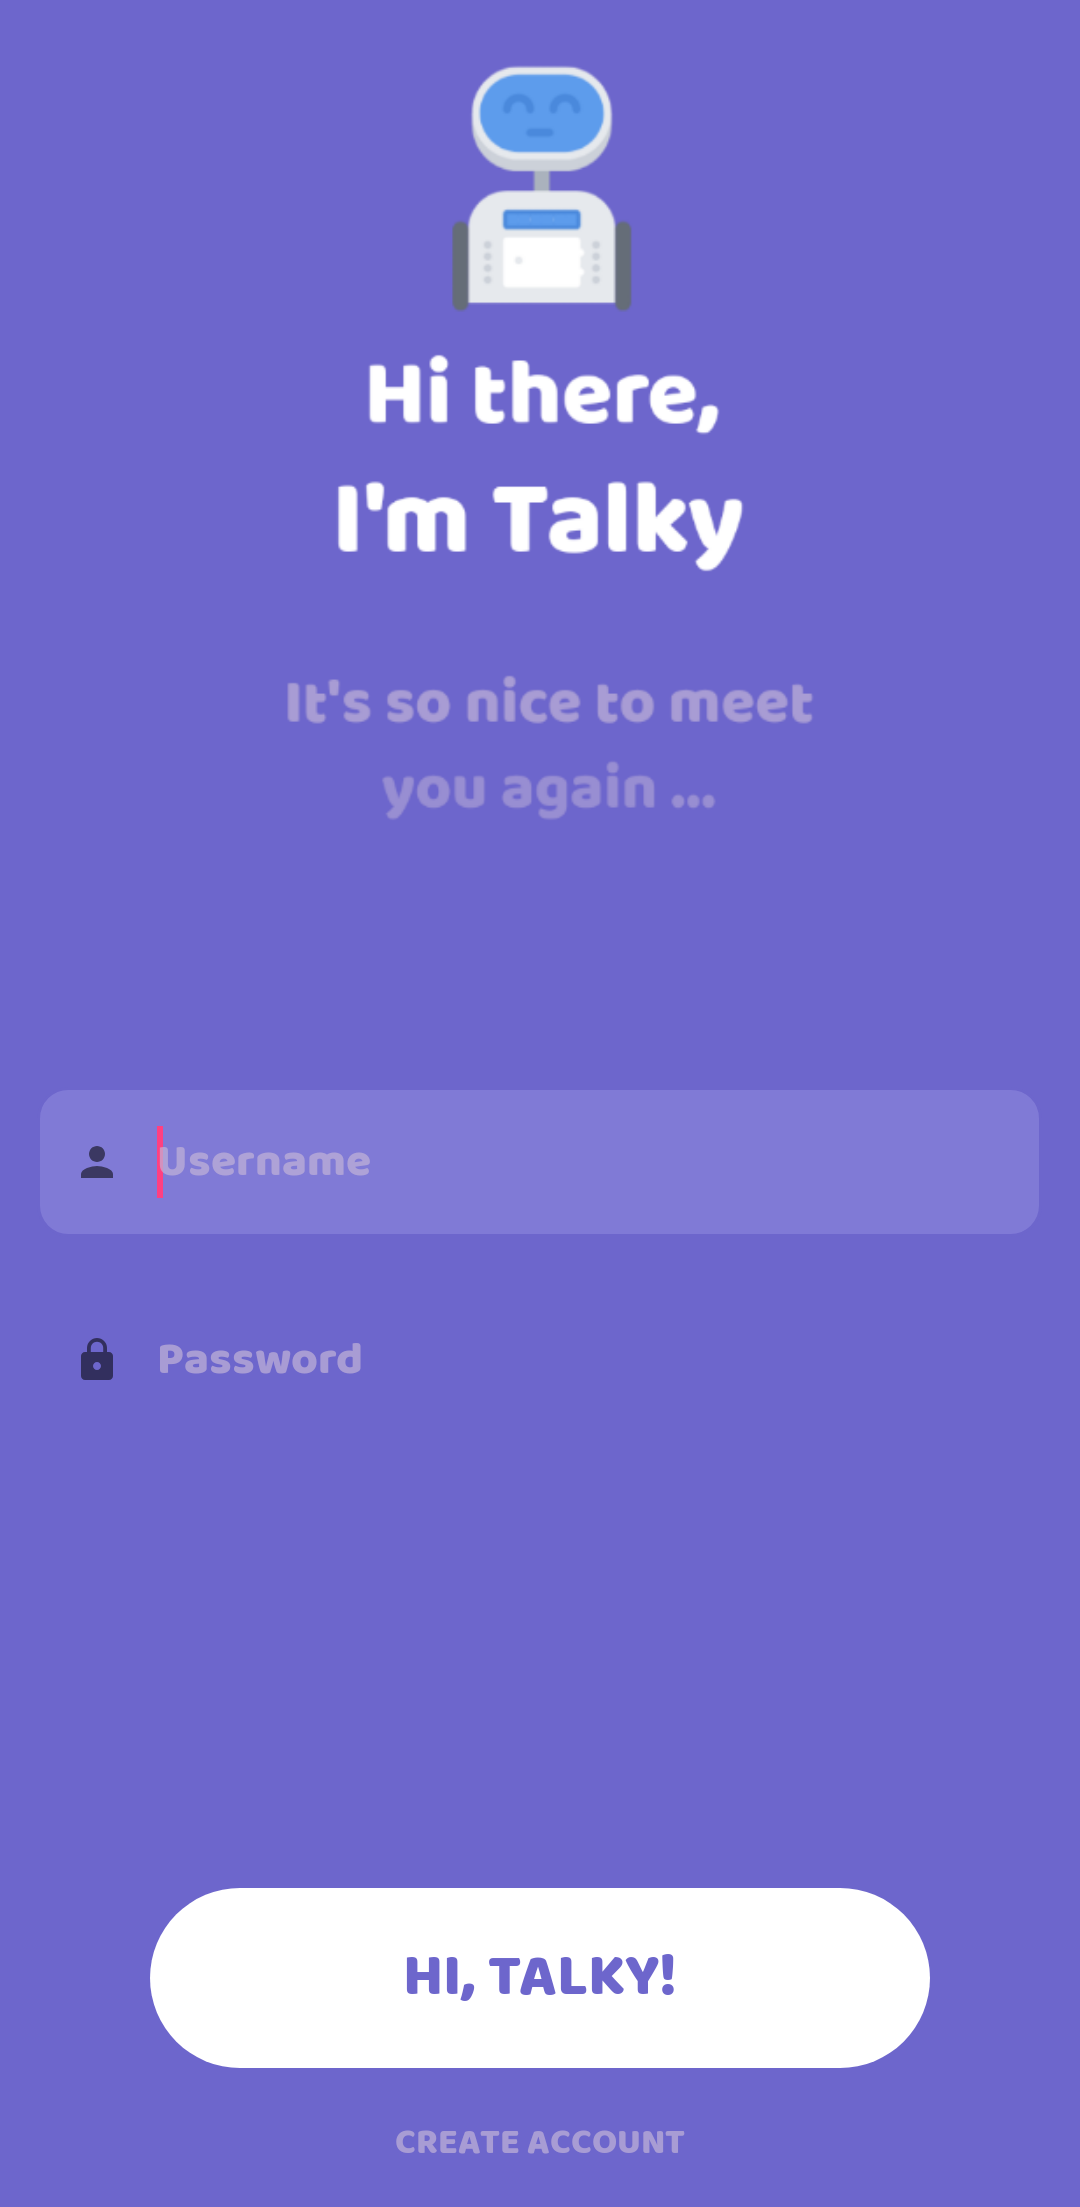 Hi there,
I'm Talky
It's so nice to meet
you again ...
Username
Password
HI, TALKY!
CREATE ACCOUNT